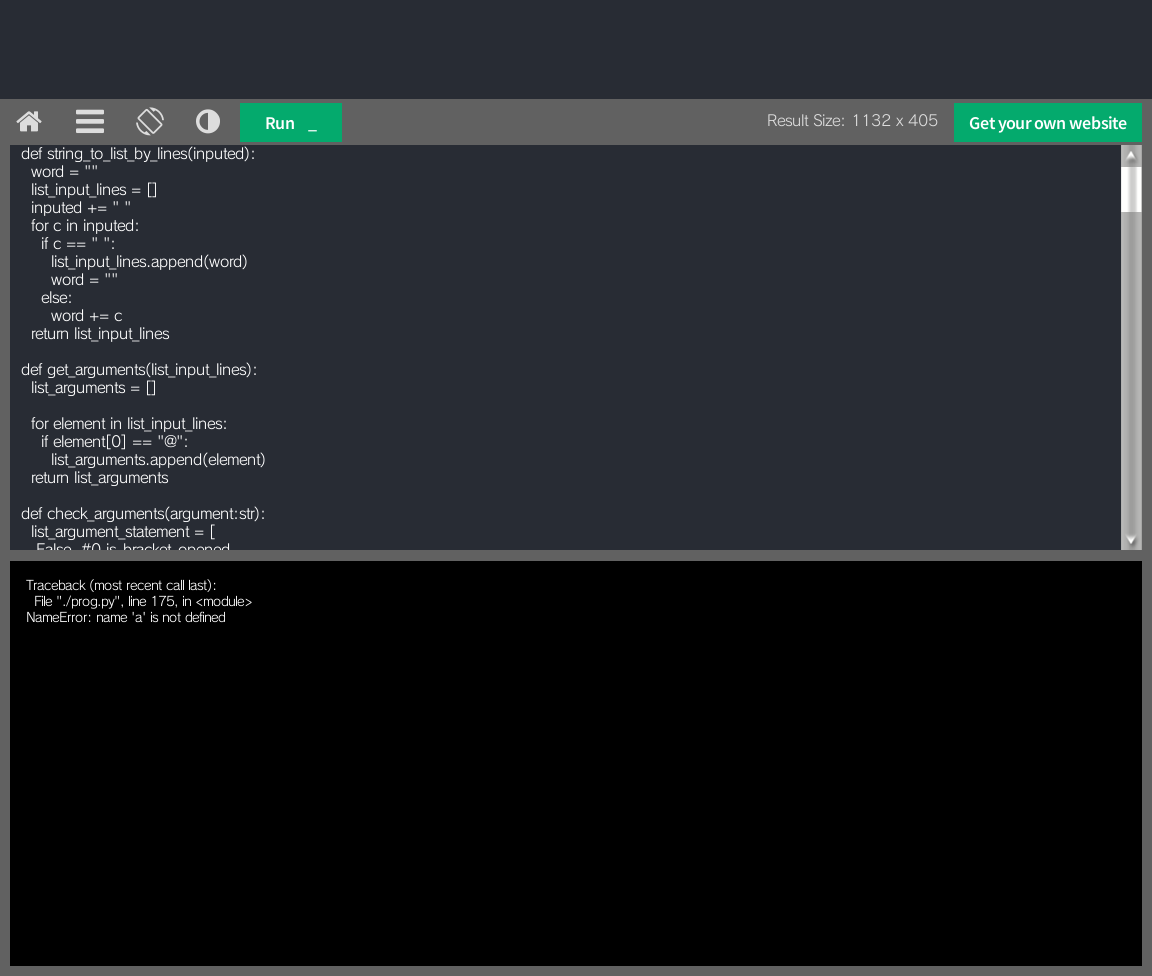 Run _
Result Size: 1132 x 405
Get your own website
def string_to_list_by_lines(inputed):
word = ""
list_input_lines = []
inputed += " "
for c in inputed:
if c == " ":
list_input_lines.append(word)
word = ""
else:
word += c
return list_input_lines
def get_arguments(list_input_lines):
list_arguments = []
for element in list_input_lines:
if element[0] == "@":
list_arguments.append(element)
return list_arguments
def check_arguments(argument:str):
list_argument_statement = [
False, #0 is_bracket_opened
Traceback (most recent call last):
File "./prog.py", line 175, in <module>
NameError: name 'a' is not defined